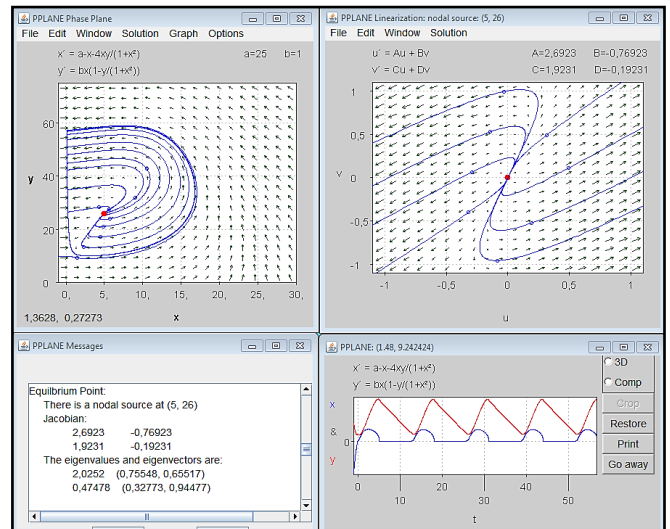 PPLANE Phase Plane
File Edit Window Solution Graph Options
x' = a-x-4xy/(1+x²) a=25 b=1
y' = bx(1-y/(1+x²))
60
40
y
20
0
0, 5, 10, 15, 20, 25, 30,
1,3628, 0,27273 x
PPLANE Linearization: nodal source: (5, 26)
File Edit Window Solution
u' = Au + Bv A=2,6923 B=-0,76923
v' = Cu + Dv C=1,9231 D=-0,19231
1
0,5
v 0
-0,5
-1
-1 -0,5 0 0,5 1
u
PPLANE Messages
Equilbrium Point:
There is a nodal source at (5, 26)
Jacobian:
2,6923 -0,76923
1,9231 -0,19231
The eigenvalues and eigenvectors are:
2,0252 (0,75548, 0,65517)
0,47478 (0,32773, 0,94477)
PPLANE: (1.48, 9.242424)
x' = a-x-4xy/(1+x²)
y' = bx(1-y/(1+x²))
3D
Comp
Crop
Restore
Print
Go away
x
&
y
0
0 10 20 30 40 50
t